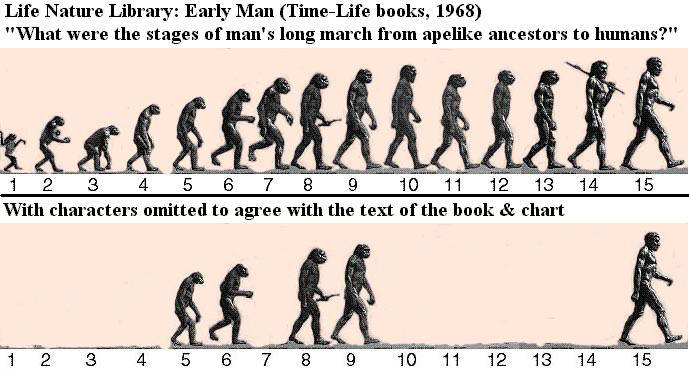 Life Nature Library: Early Man (Time-Life books, 1968)
"What were the stages of man's long march from apelike ancestors to humans?"
1 2 3 4 5 6 7 8 9 10 11 12 13 14 15
With characters omitted to agree with the text of the book & chart
1 2 3 4 5 6 7 8 9 10 11 12 13 14 15